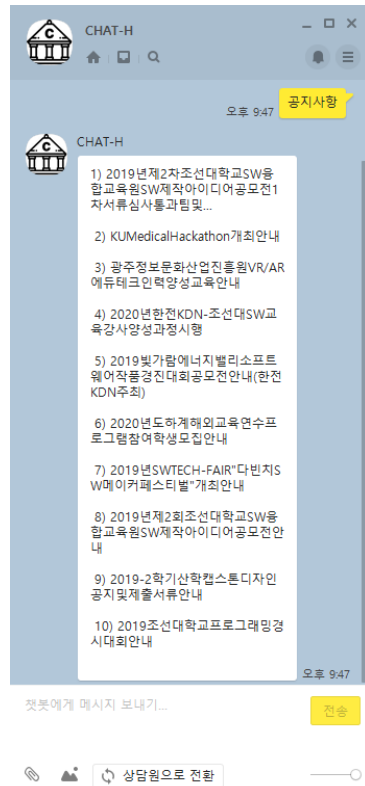 C
CHAT-H
공지사항
오후 9:47
C
CHAT-H
1) 2019년제2차조선대학교SW융
합교육원SW제작아이디어공모전1
차서류심사통과팀및...
2) KUMedicalHackathon개최안내
3) 광주정보문화산업진흥원VR/AR
에듀테크인력양성교육안내
4) 2020년한전KDN-조선대SW교
육강사양성과정시행
5) 2019빛가람에너지밸리소프트
웨어작품경진대회공모전안내(한전
KDN주최)
6) 2020년도하계해외교육연수프
로그램참여학생모집안내
7) 2019년SWTECH-FAIR"다빈치S
W메이커페스티벌"개최안내
8) 2019년제2회조선대학교SW융
합교육원SW제작아이디어공모전안
내
9) 2019-2학기산학캡스톤디자인
공지및제출서류안내
10) 2019조선대학교프로그래밍경
시대회안내
오후 9:47
챗봇에게 메시지 보내기...
전송
상담원으로 전환